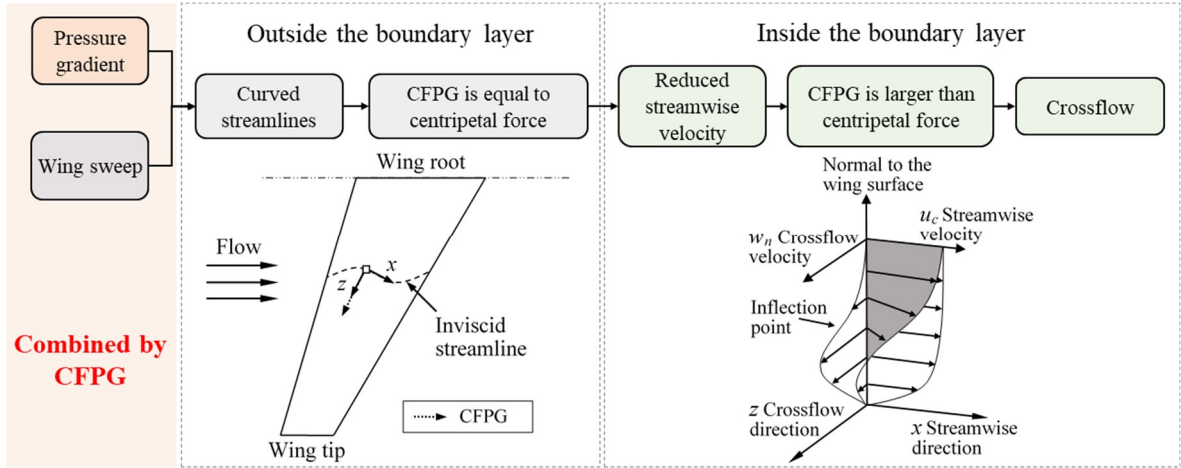 Pressure
gradient
Wing sweep
Combined by
CFPG
Outside the boundary layer
Curved
streamlines
CFPG is equal to
centripetal force
Wing root
Flow
x
z
Inviscid
streamline
CFPG
Wing tip
Inside the boundary layer
Reduced
streamwise
velocity
CFPG is larger than
centripetal force
Crossflow
Normal to the
wing surface
u_c Streamwise
velocity
w_n Crossflow
velocity
Inflection
point
z Crossflow
direction
x Streamwise
direction